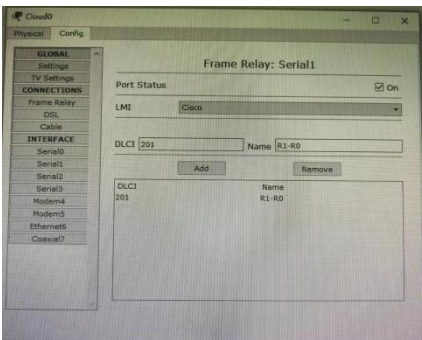 Cloud0
Physical Config
GLOBAL
Settings
TV Settings
CONNECTIONS
Frame Relay
DSL
Cable
INTERFACE
Serial0
Serial1
Serial2
Serial3
Modem4
Modem5
Ethernet6
Coaxial7
Frame Relay: Serial1
Port Status On
LMI Cisco
DLCI 201 Name R1-R0
Add Remove
DLCI Name
201 R1-R0